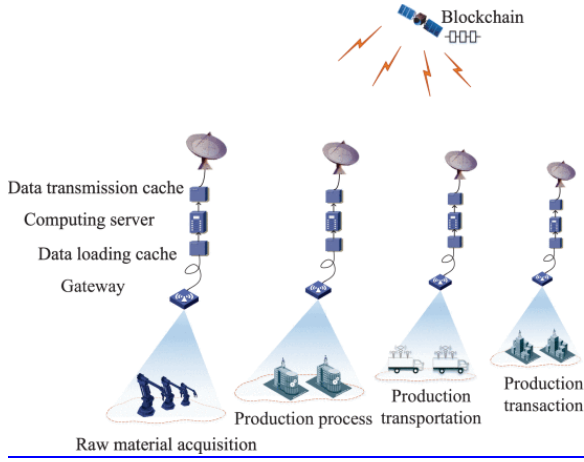 Blockchain
Data transmission cache
Computing server
Data loading cache
Gateway
Raw material acquisition
Production process
Production
transportation
Production
transaction